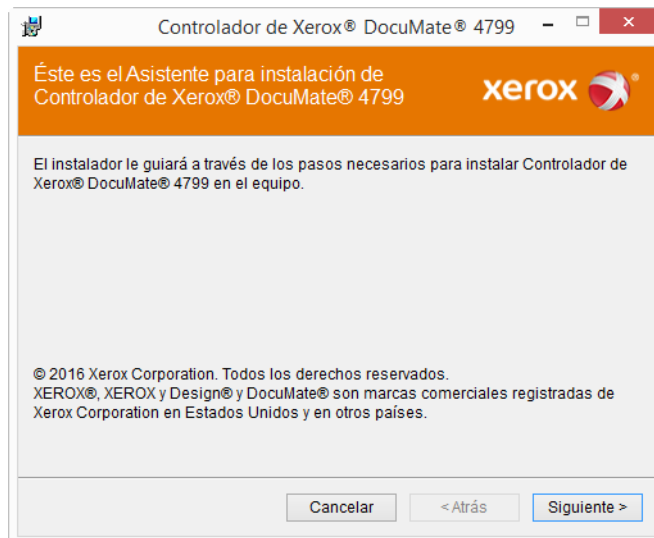 Controlador de Xerox® DocuMate® 4799
Éste es el Asistente para instalación de
Controlador de Xerox® DocuMate® 4799
xerox
El instalador le guiará a través de los pasos necesarios para instalar Controlador de
Xerox® DocuMate® 4799 en el equipo.
© 2016 Xerox Corporation. Todos los derechos reservados.
XEROX®, XEROX y Design® y DocuMate® son marcas comerciales registradas de
Xerox Corporation en Estados Unidos y en otros países.
Cancelar
< Atrás
Siguiente >